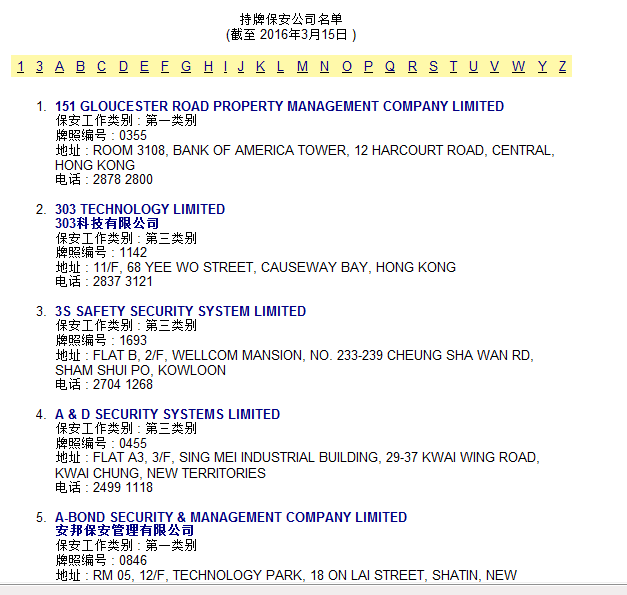 持牌保安公司名单
(截至 2016年3月15日 )
1 3 A B C D E F G H I J K L M N O P Q R S T U V W Y Z
1. 151 GLOUCESTER ROAD PROPERTY MANAGEMENT COMPANY LIMITED
保安工作类别 : 第一类别
牌照编号 : 0355
地址 : ROOM 3108, BANK OF AMERICA TOWER, 12 HARCOURT ROAD, CENTRAL,
HONG KONG
电话 : 2878 2800
2. 303 TECHNOLOGY LIMITED
303科技有限公司
保安工作类别 : 第三类别
牌照编号 : 1142
地址 : 11/F, 68 YEE WO STREET, CAUSEWAY BAY, HONG KONG
电话 : 2837 3121
3. 3S SAFETY SECURITY SYSTEM LIMITED
保安工作类别 : 第三类别
牌照编号 : 1693
地址 : FLAT B, 2/F, WELLCOM MANSION, NO. 233-239 CHEUNG SHA WAN RD,
SHAM SHUI PO, KOWLOON
电话 : 2704 1268
4. A & D SECURITY SYSTEMS LIMITED
保安工作类别 : 第三类别
牌照编号 : 0455
地址 : FLAT A3, 3/F, SING MEI INDUSTRIAL BUILDING, 29-37 KWAI WING ROAD,
KWAI CHUNG, NEW TERRITORIES
电话 : 2499 1118
5. A-BOND SECURITY & MANAGEMENT COMPANY LIMITED
安邦保安管理有限公司
保安工作类别 : 第一类别
牌照编号 : 0846
地址 : RM 05, 12/F, TECHNOLOGY PARK, 18 ON LAI STREET, SHATIN, NEW